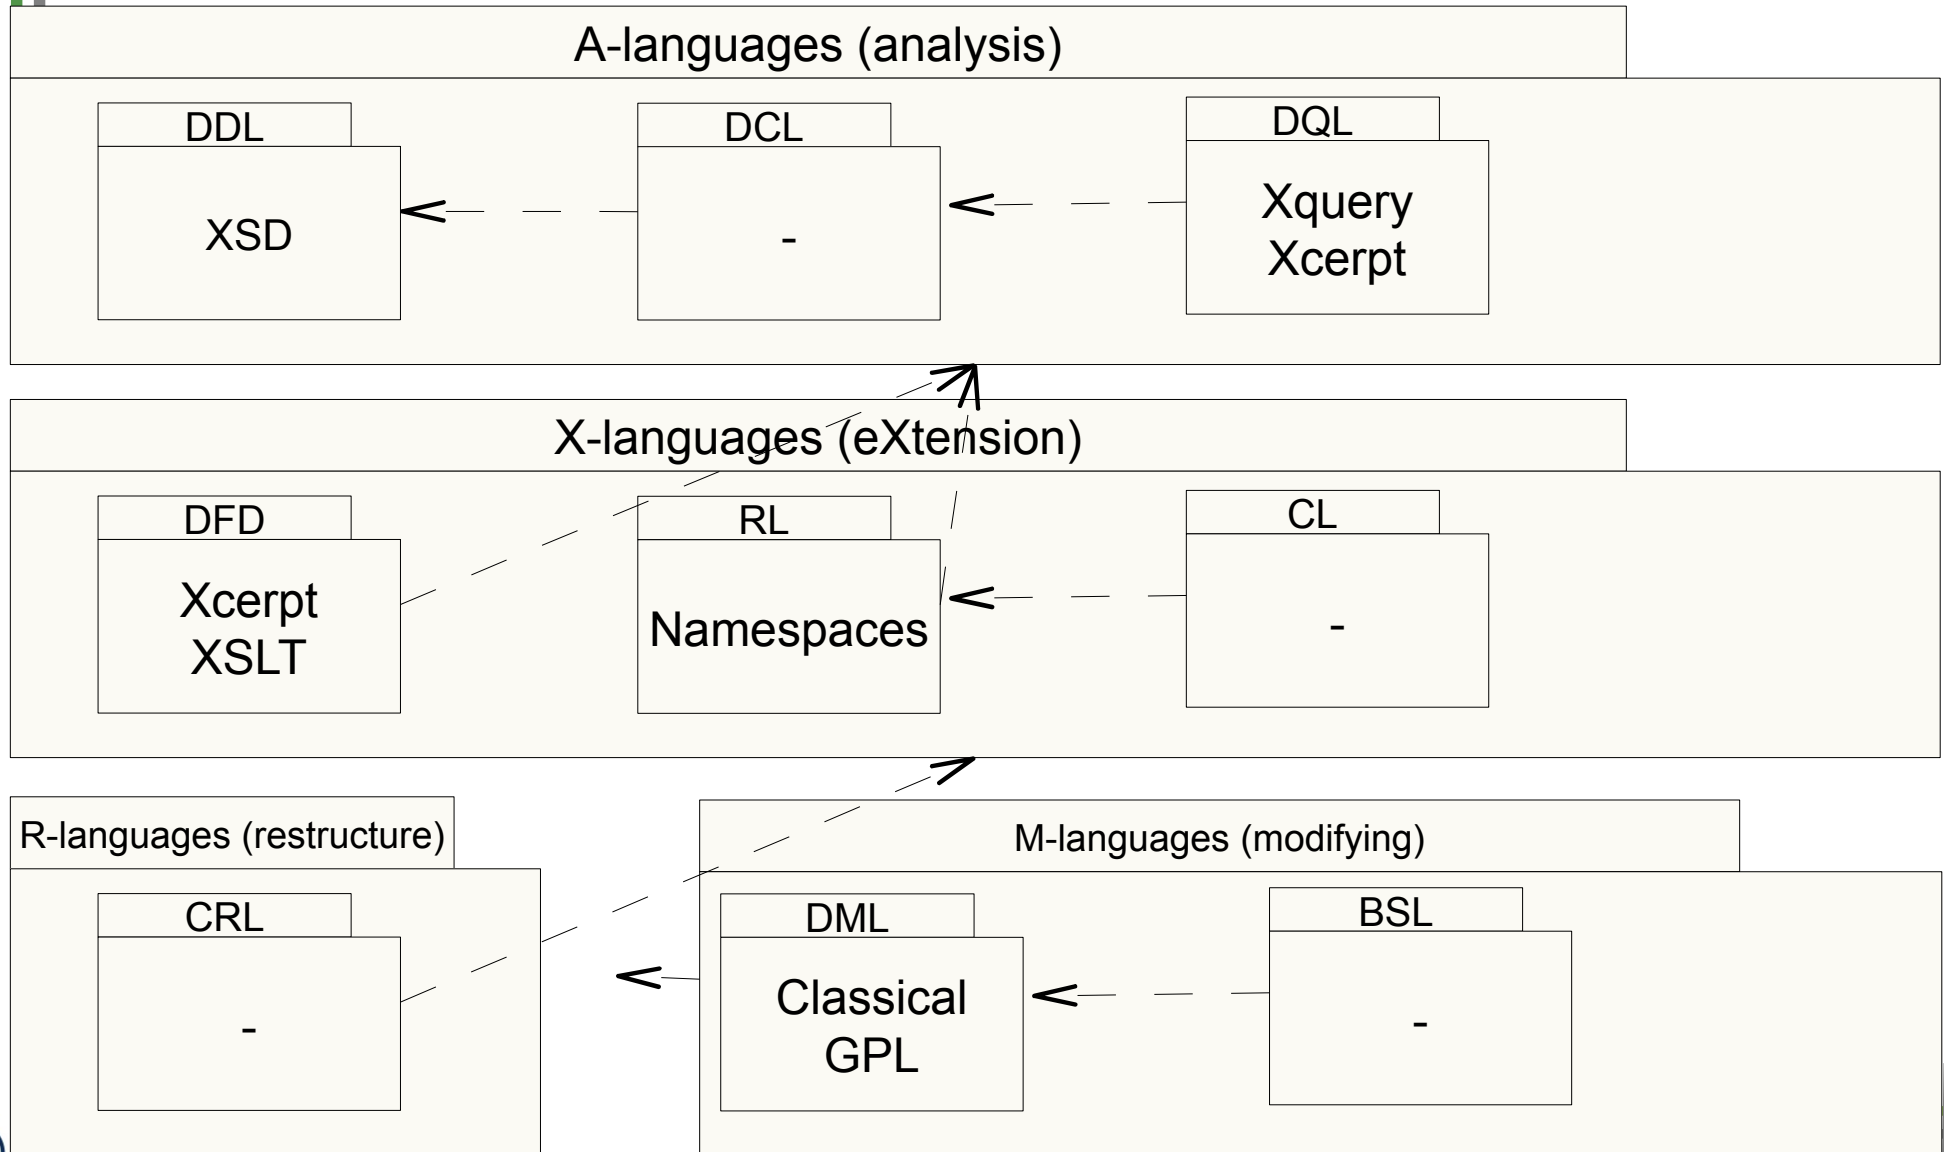 A-languages (analysis)
DDL
DCL
DQL
XSD
-
Xquery
Xcerpt
X-languages (eXtension)
DFD
RL
CL
Xcerpt
XSLT
Namespaces
-
R-languages (restructure)
M-languages (modifying)
CRL
DML
BSL
-
Classical
GPL
-